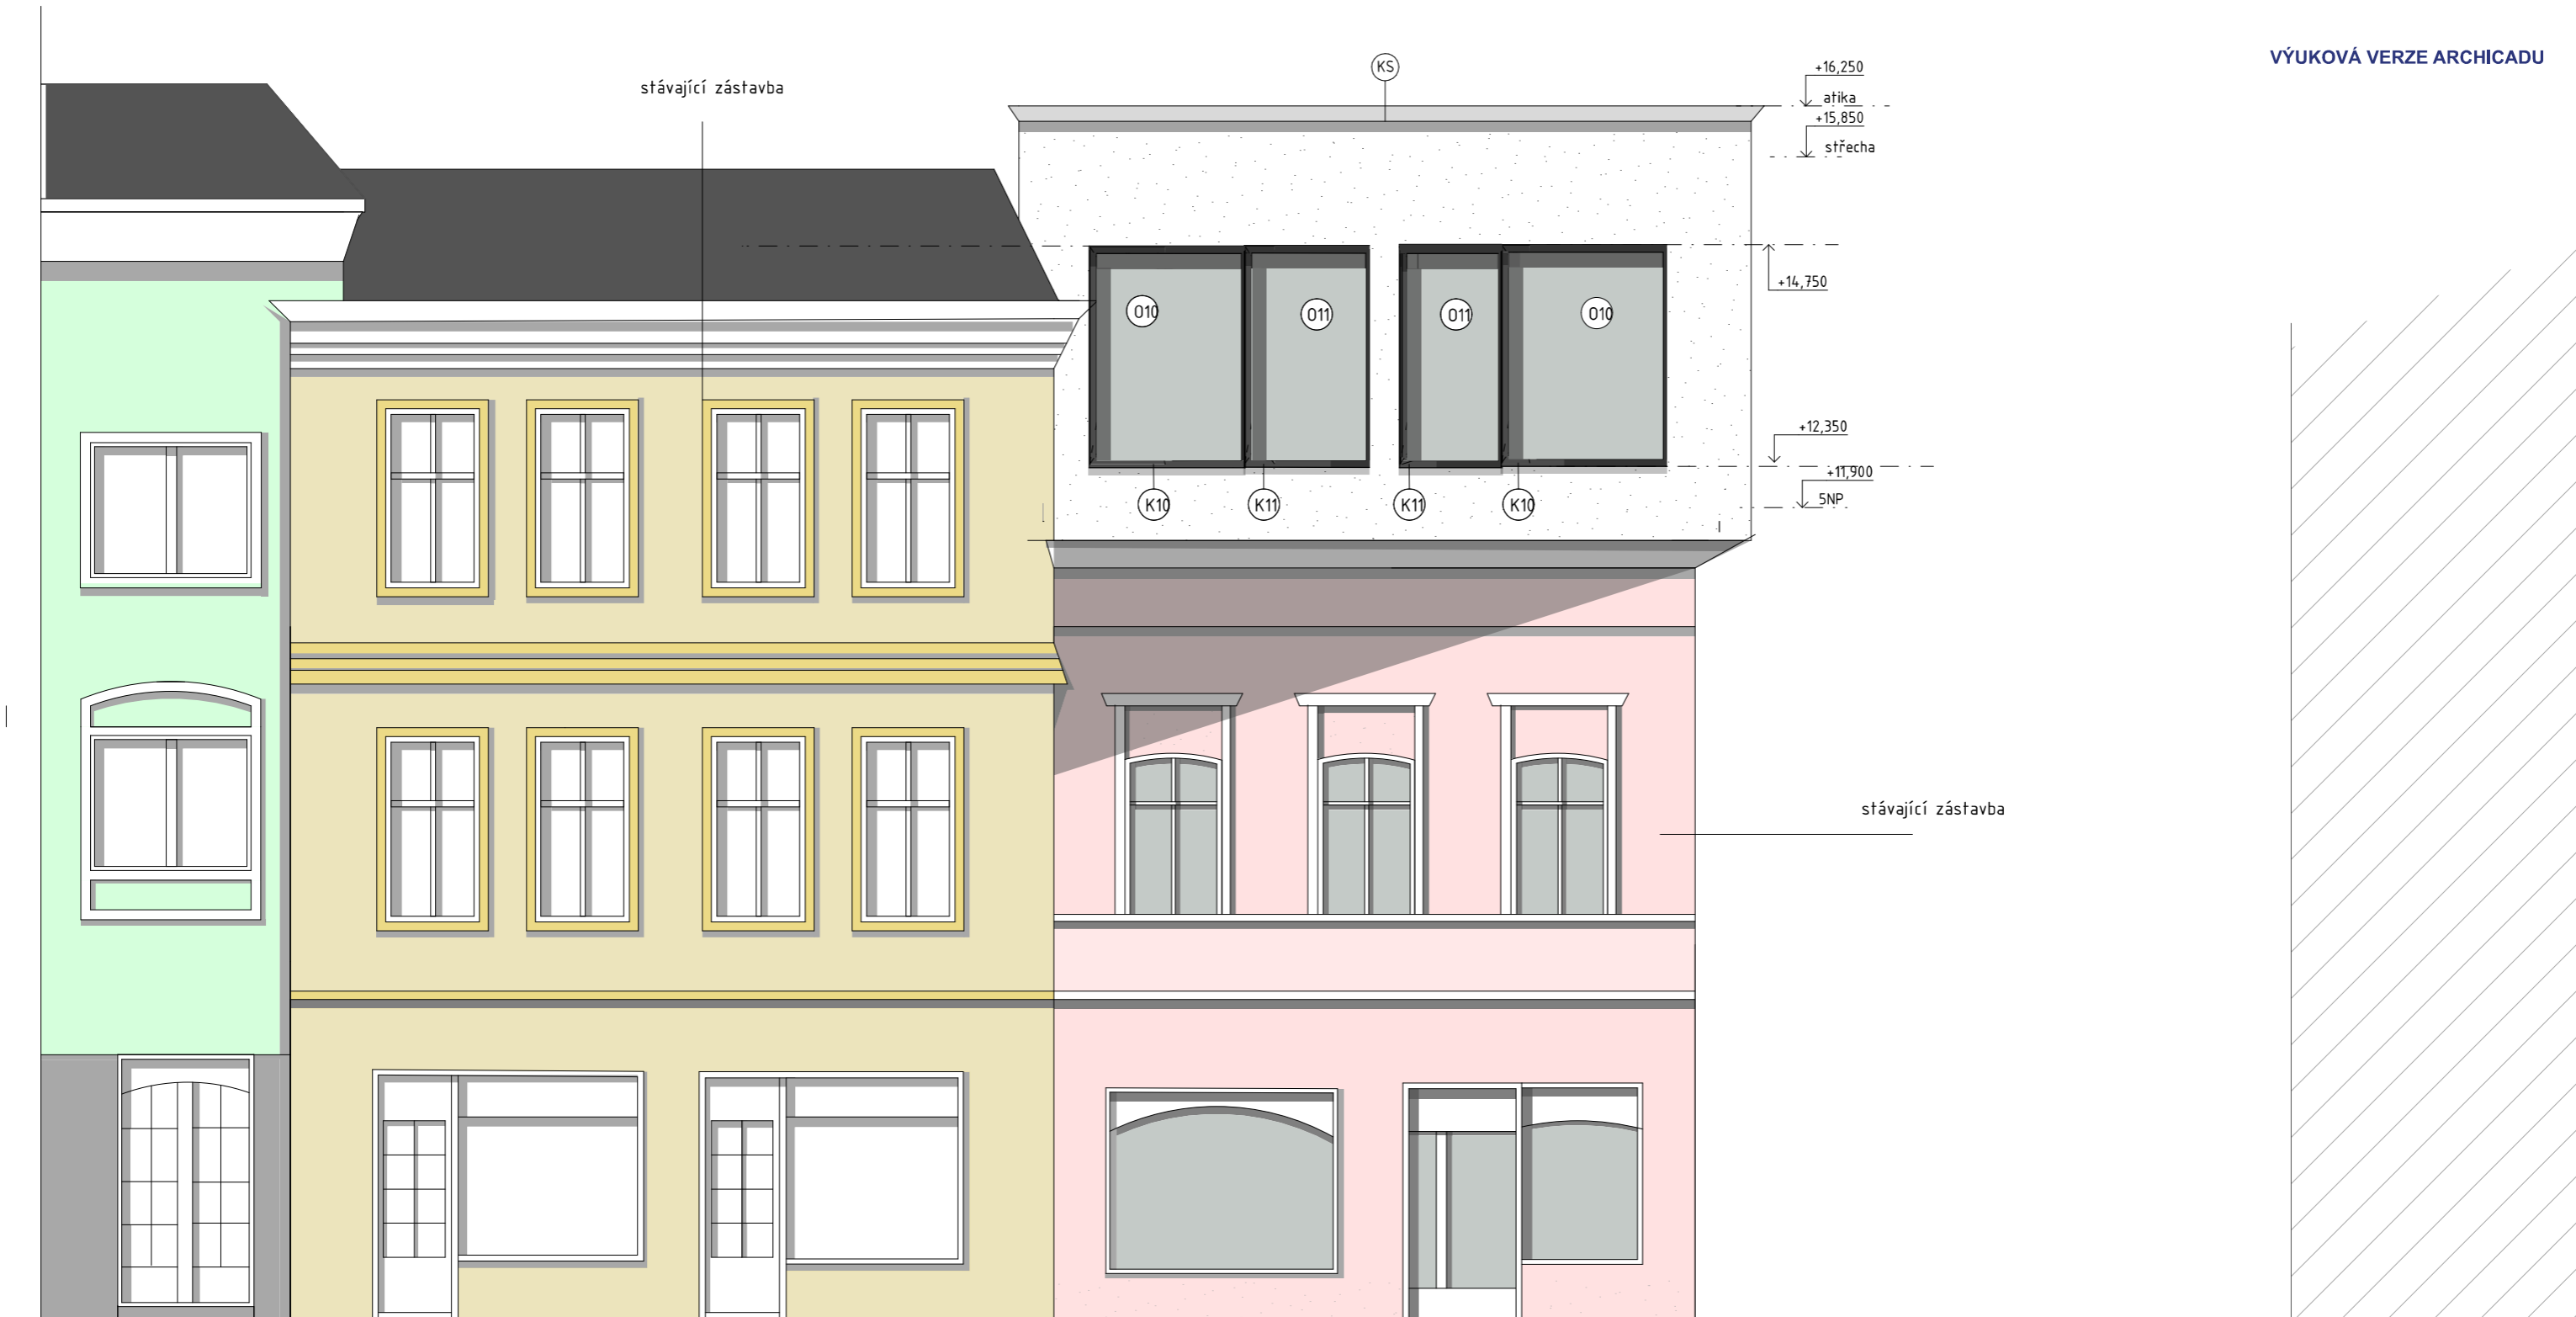 VÝUKOVÁ VERZE ARCHICADU
stávající zástavba
KS
+16,250
atika
+15,850
střecha
+14,750
O10
O11
O11
O10
+12,350
+11,900
5NP
K10
K11
K11
K10
stávající zástavba